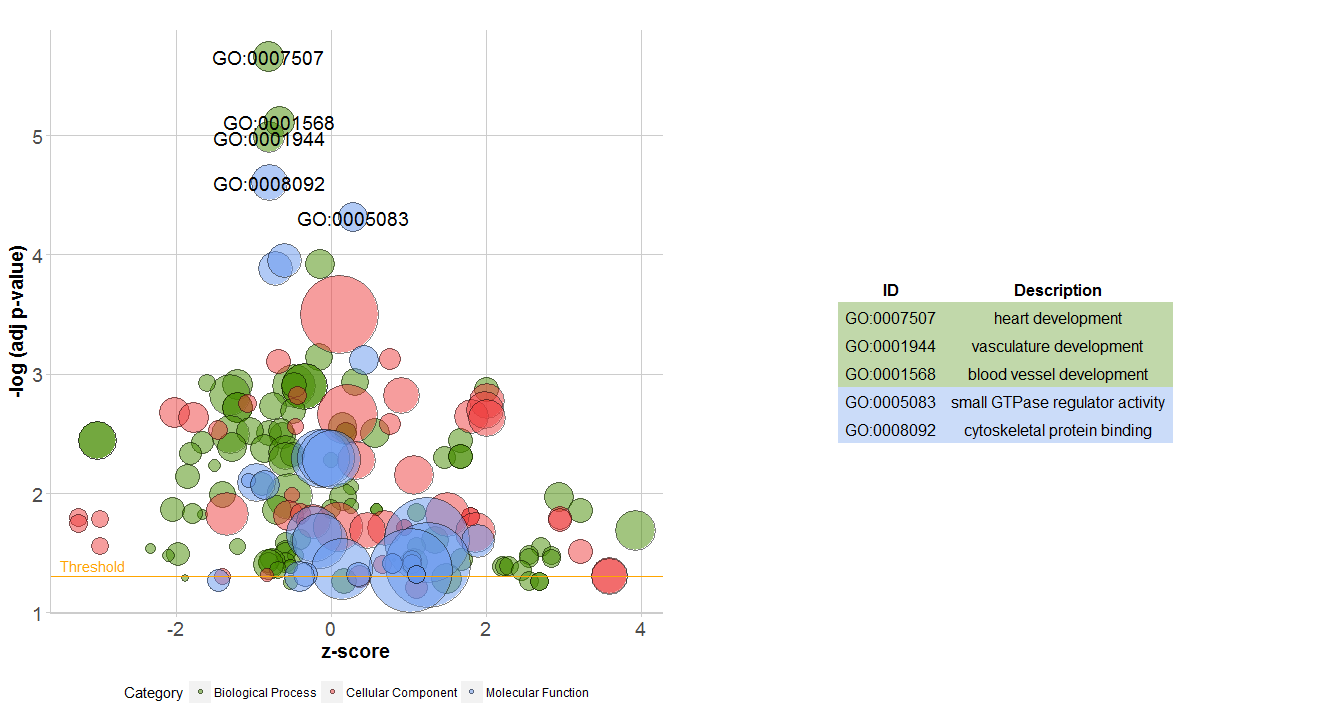 GO:0007507
GO:0001568
GO:0001944
GO:0008092
GO:0005083
5
4
3
2
1
-log (adj p-value)
Threshold
-2
0
2
4
z-score
Category Biological Process Cellular Component Molecular Function
ID Description
GO:0007507 heart development
GO:0001944 vasculature development
GO:0001568 blood vessel development
GO:0005083 small GTPase regulator activity
GO:0008092 cytoskeletal protein binding